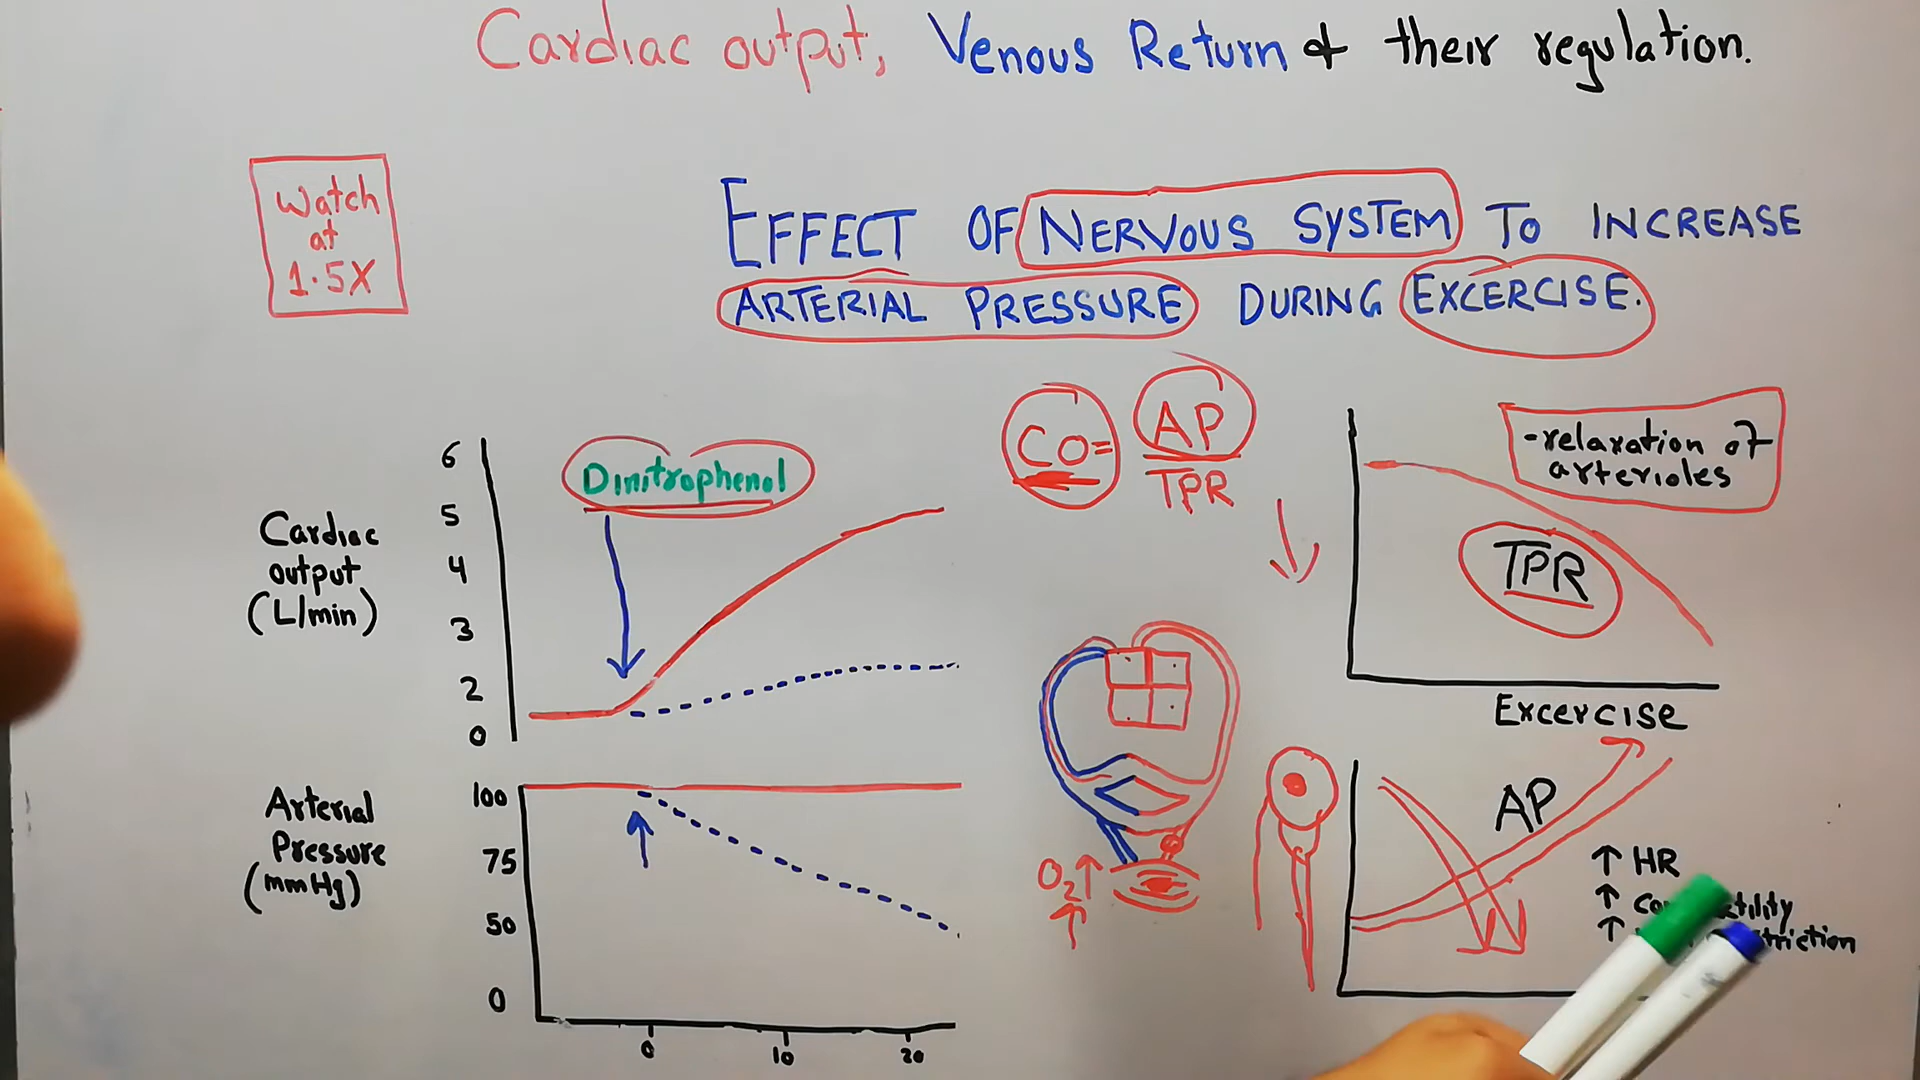 Cardiac output, Venous Return & their regulation.
Watch
at
1.5X
EFFECT OF NERVOUS SYSTEM TO INCREASE
ARTERIAL PRESSURE DURING EXCERCISE.
CO= AP
TPR
-relaxation of
arterioles
TPR
Excercise
Dinitrophenol
Cardiac
output
(L/min)
6
5
4
3
2
0
Arterial
Pressure
(mmHg)
100
75
50
0
0 10 20
O2↑
↑
AP
↑ HR
↑
↑